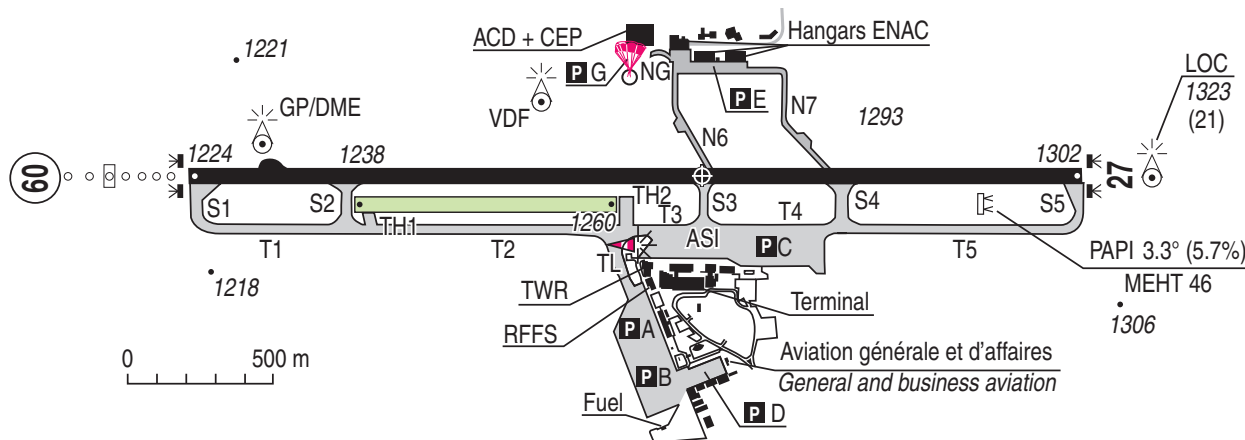 1221
ACD + CEP
Hangars ENAC
P G
NG
P E
N7
LOC
1323
(21)
GP/DME
VDF
N6
1293
1224
1238
1302
09
27
S1
S2
TH2
S3
S4
S5
TH1
1260
T3
T4
T1
T2
ASI
P C
T5
TL
PAPI 3.3° (5.7%)
MEHT 46
1218
TWR
Terminal
1306
RFFS
P A
0 500 m
Aviation générale et d'affaires
General and business aviation
P B
Fuel
P D